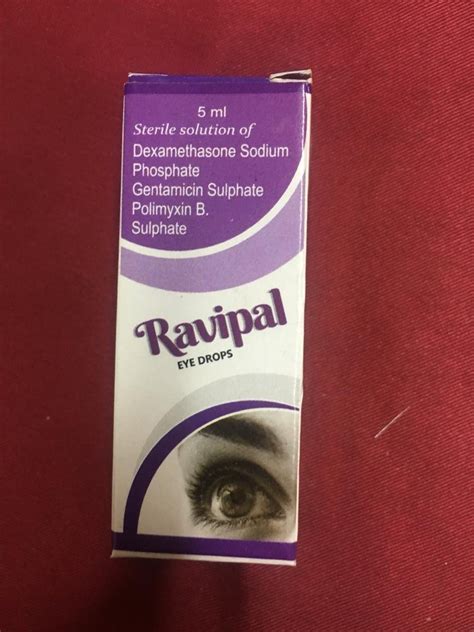 5 ml
Sterile solution of
Dexamethasone Sodium
Phosphate
Gentamicin Sulphate
Polimyxin B.
Sulphate
Ravipal
EYE DROPS